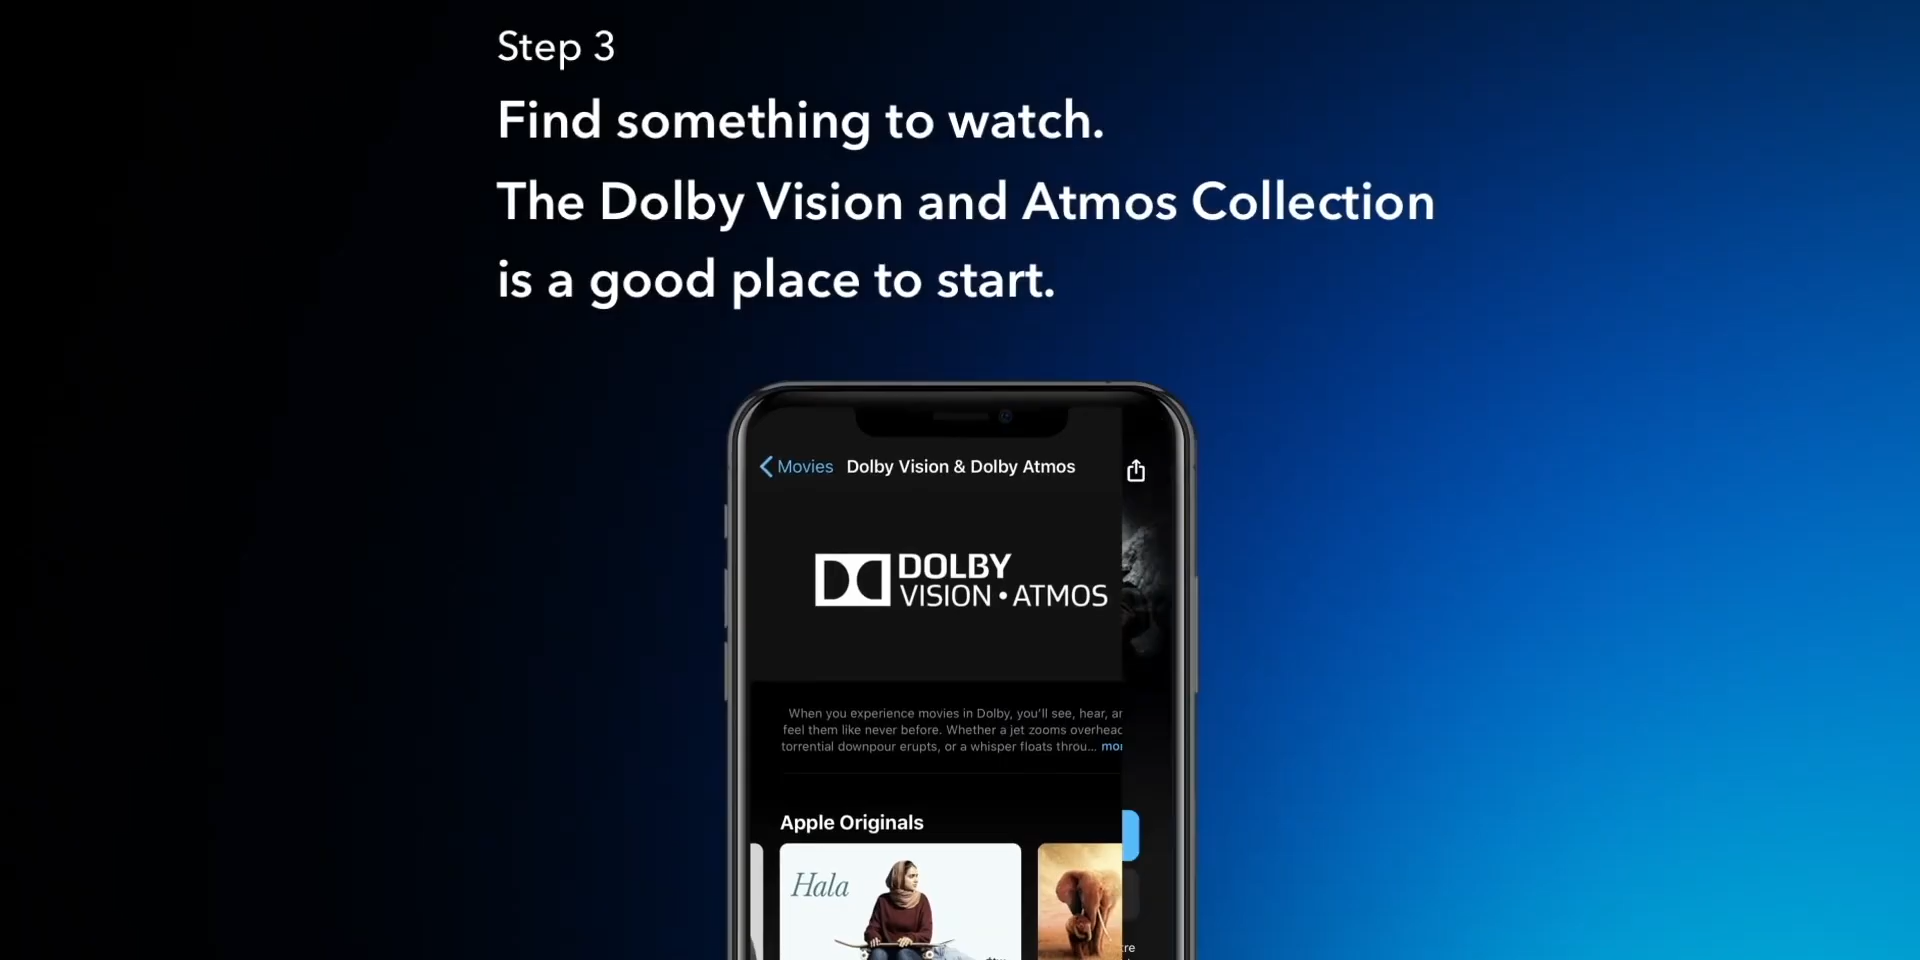 Step 3
Find something to watch.
The Dolby Vision and Atmos Collection
is a good place to start.
Movies Dolby Vision & Dolby Atmos
DOLBY
VISION • ATMOS
When you experience movies in Dolby, you'll see, hear,
feel them like never before. Whether a jet zooms
torrential downpour erupts, or a whisper floats throu...
Apple Originals
Hala